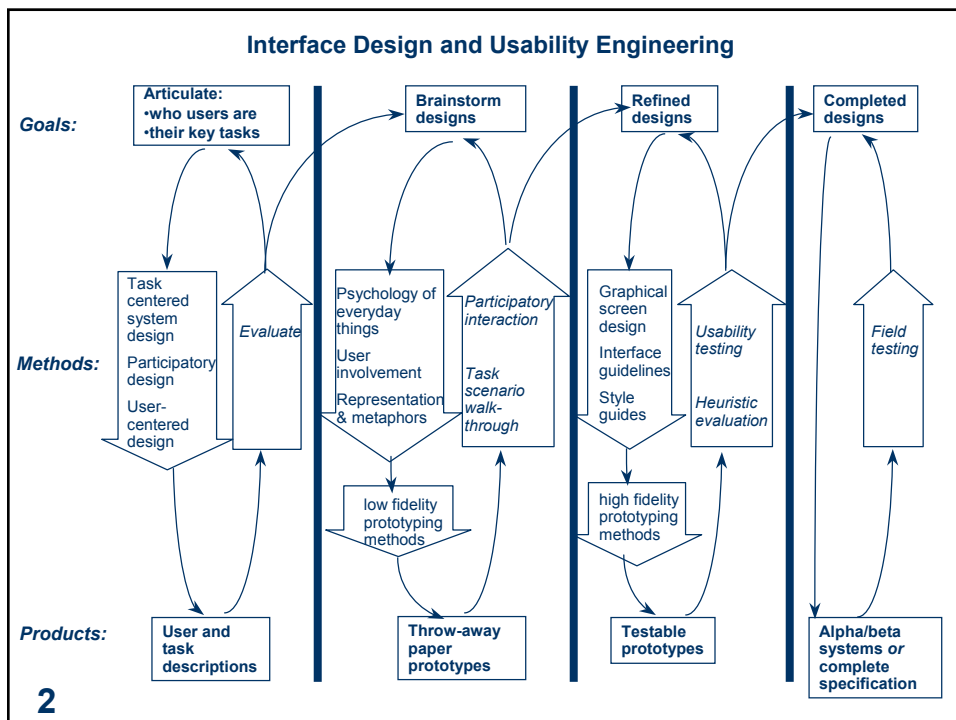 Interface Design and Usability Engineering
Goals:
Articulate:
•who users are
•their key tasks
Brainstorm
designs
Refined
designs
Completed
designs
Methods:
Task
centered
system
design
Participatory
design
User-
centered
design
Evaluate
Psychology of
everyday
things
User
involvement
Representation
& metaphors
low fidelity
prototyping
methods
Participatory
interaction
Task
scenario
walk-
through
Graphical
screen
design
Interface
guidelines
Style
guides
high fidelity
prototyping
methods
Usability
testing
Heuristic
evaluation
Field
testing
Products:
User and
task
descriptions
Throw-away
paper
prototypes
Testable
prototypes
Alpha/beta
systems or
complete
specification
2